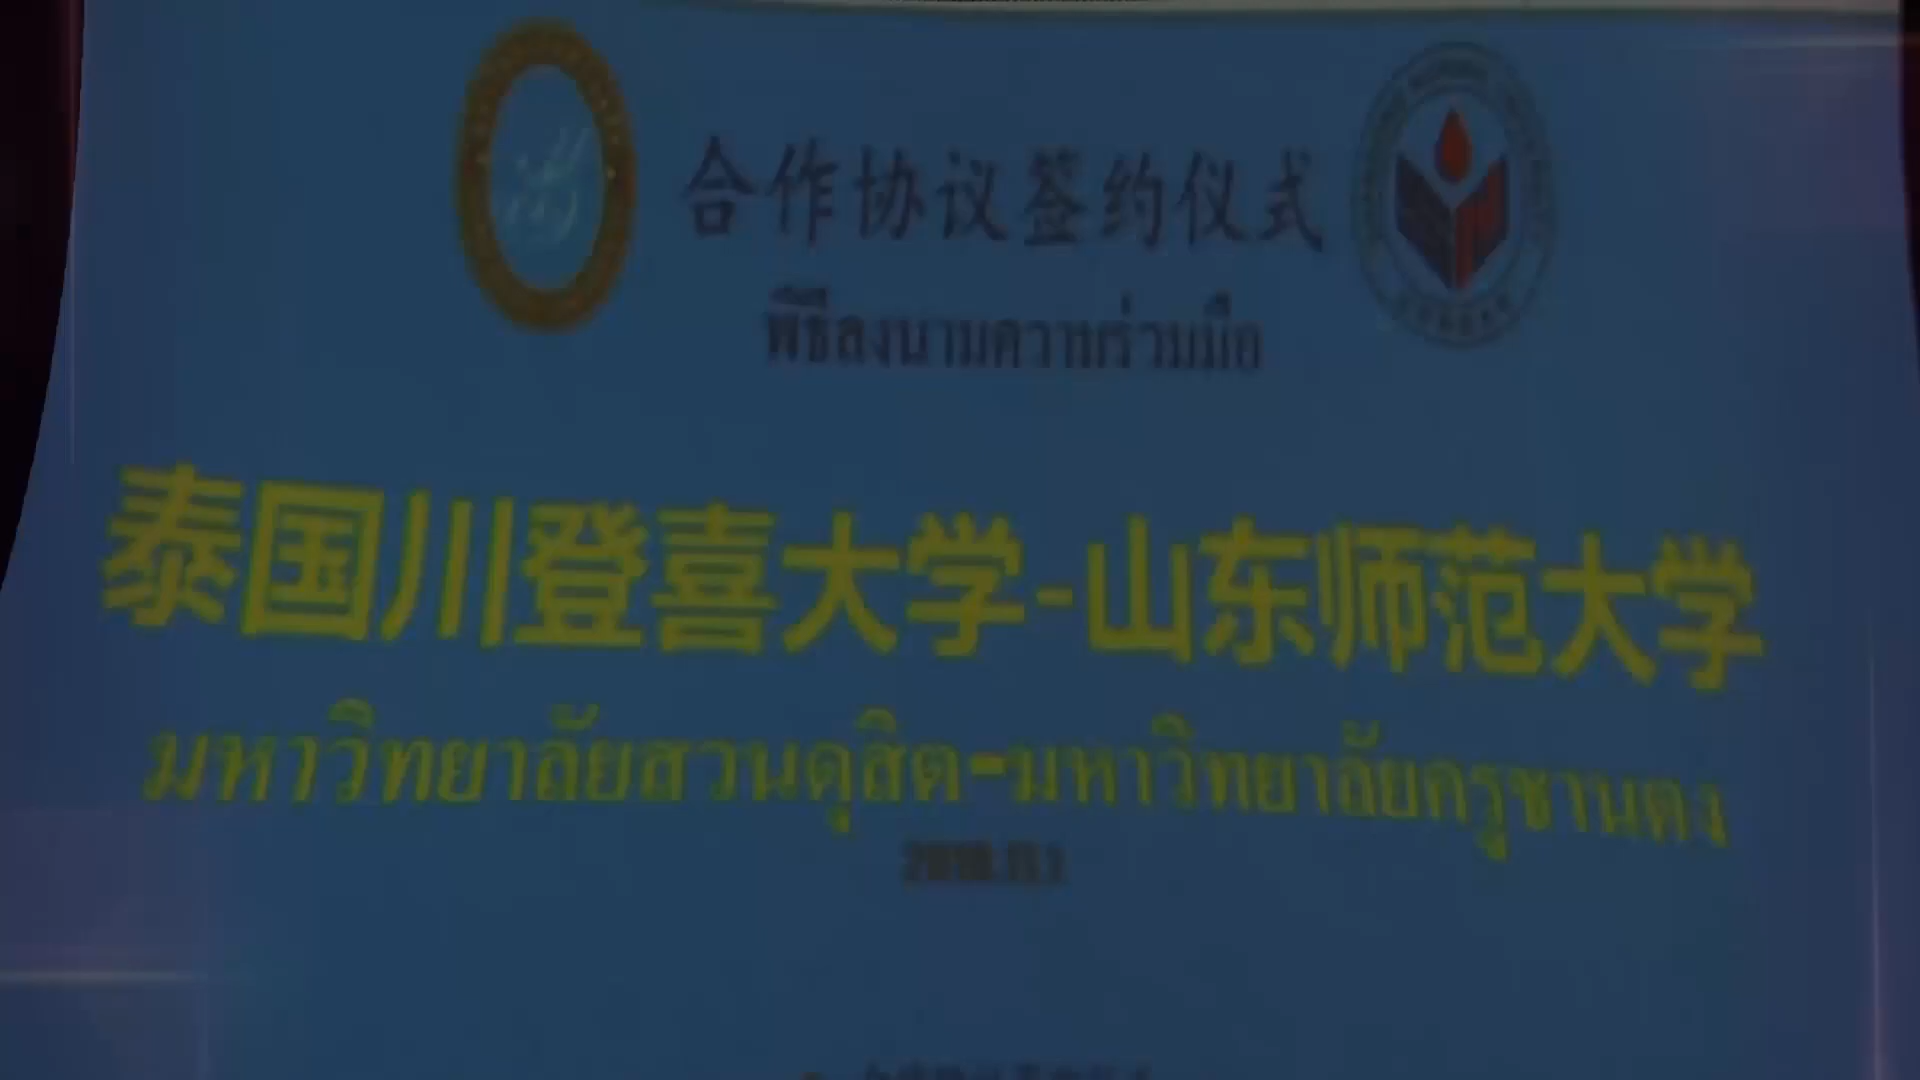 合作协议签约仪式
พิธีลงนามความร่วมมือ
泰国川登喜大学-山东师范大学
มหาวิทยาลัยสวนดุสิต-มหาวิทยาลัยครูซานตง